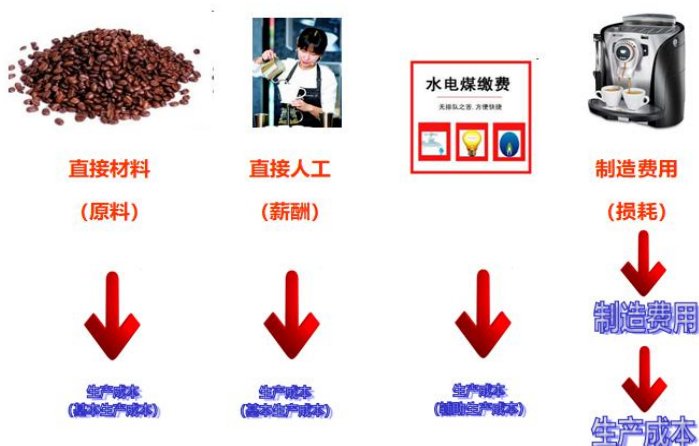 水电煤缴费
无排队之苦,方便快捷
直接材料
(原料)
直接人工
(薪酬)
制造费用
(损耗)
制造费用
生产成本
(基本生产成本)
生产成本
(基本生产成本)
生产成本
(辅助生产成本)
生产成本